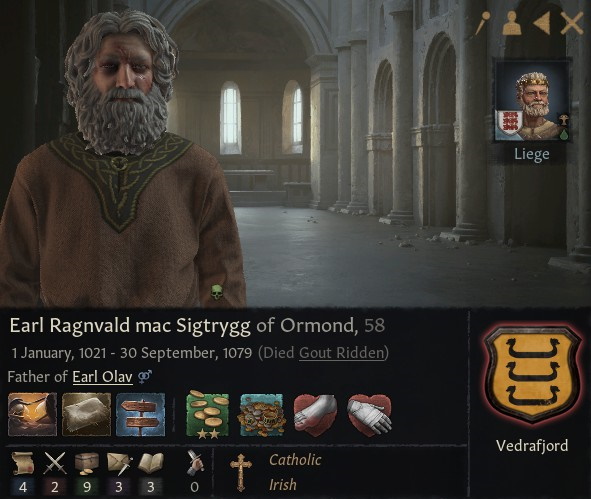 Liege
Earl Ragnvald mac Sigtrygg of Ormond, 58
1 January, 1021 - 30 September, 1079 (Died Gout Ridden)
Father of Earl Olav
Vedrafjord
4 2 9 3 3 0
Catholic
Irish